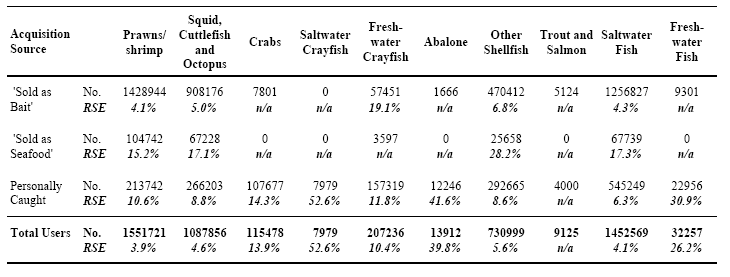 Acquisition Source Prawns/ shrimp Squid, Cuttlefish and Octopus Crabs Saltwater Crayfish Fresh- water Crayfish Abalone Other Shellfish Trout and Salmon Saltwater Fish Fresh- water Fish
'Sold as No. 1428944 908176 7801 0 57451 1666 470412 5124 1256827 9301
Bait' RSE 4.1% 5.0% n/a n/a 19.1% n/a 6.8% n/a 4.3% n/a
'Sold as No. 104742 67228 0 0 3597 0 25658 0 67739 0
Seafood' RSE 15.2% 17.1% n/a n/a n/a n/a 28.2% n/a 17.3% n/a
Personally No. 213742 266203 107677 7979 157319 12246 292665 4000 545249 22956
Caught RSE 10.6% 8.8% 14.3% 52.6% 11.8% 41.6% 8.6% n/a 6.3% 30.9%
Total Users No. 1551721 1087856 115478 7979 207236 13912 730999 9125 1452569 32257
RSE 3.9% 4.6% 13.9% 52.6% 10.4% 39.8% 5.6% n/a 4.1% 26.2%